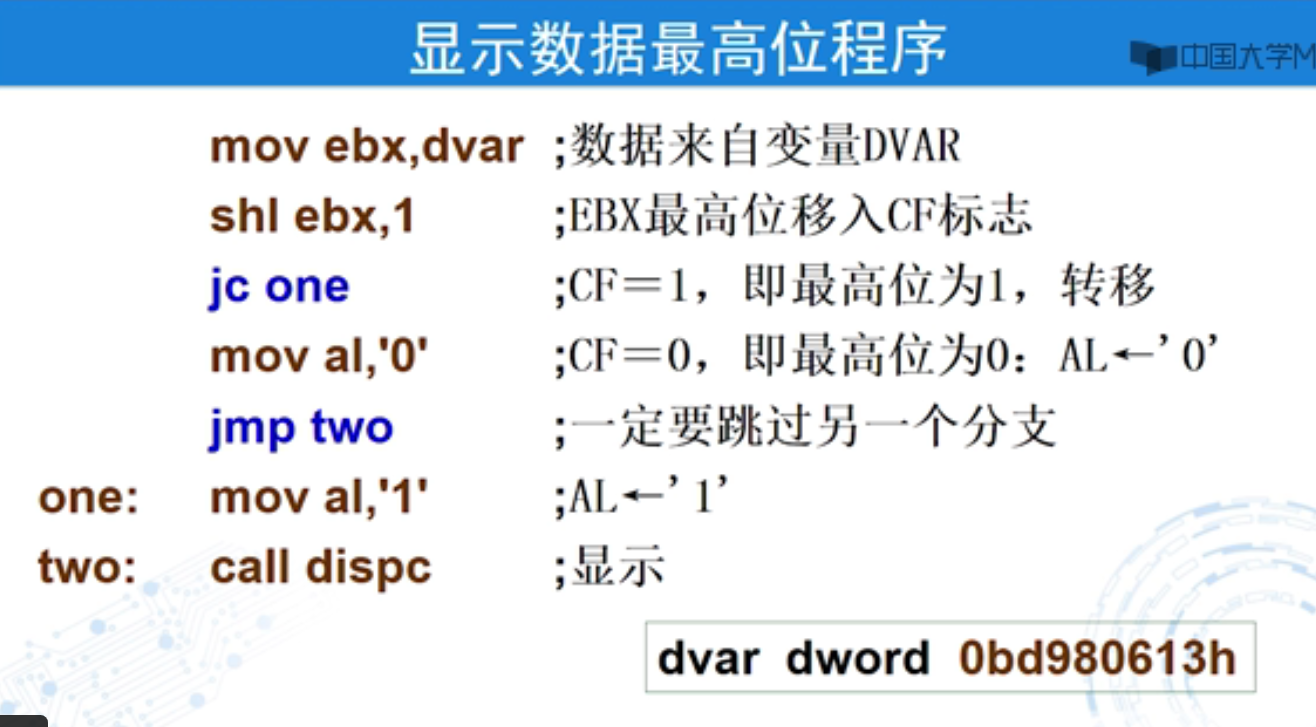 显示数据最高位程序
中国大学M
mov ebx,dvar ;数据来自变量DVAR
shl ebx,1 ;EBX最高位移入CF标志
jc one ;CF＝1，即最高位为1，转移
mov al,'0' ;CF＝0，即最高位为0：AL←’0’
jmp two ;一定要跳过另一个分支
one: mov al,'1' ;AL←’1’
two: call dispc ;显示
dvar dword 0bd980613h